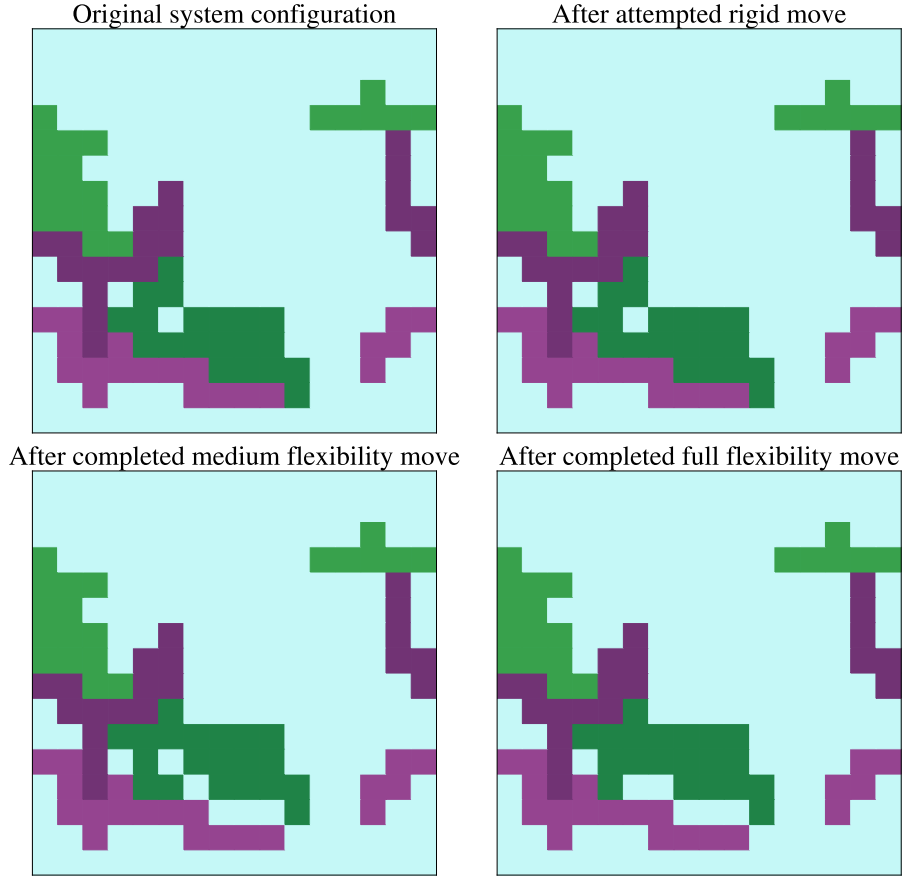 Original system configuration
After attempted rigid move
After completed medium flexibility move
After completed full flexibility move